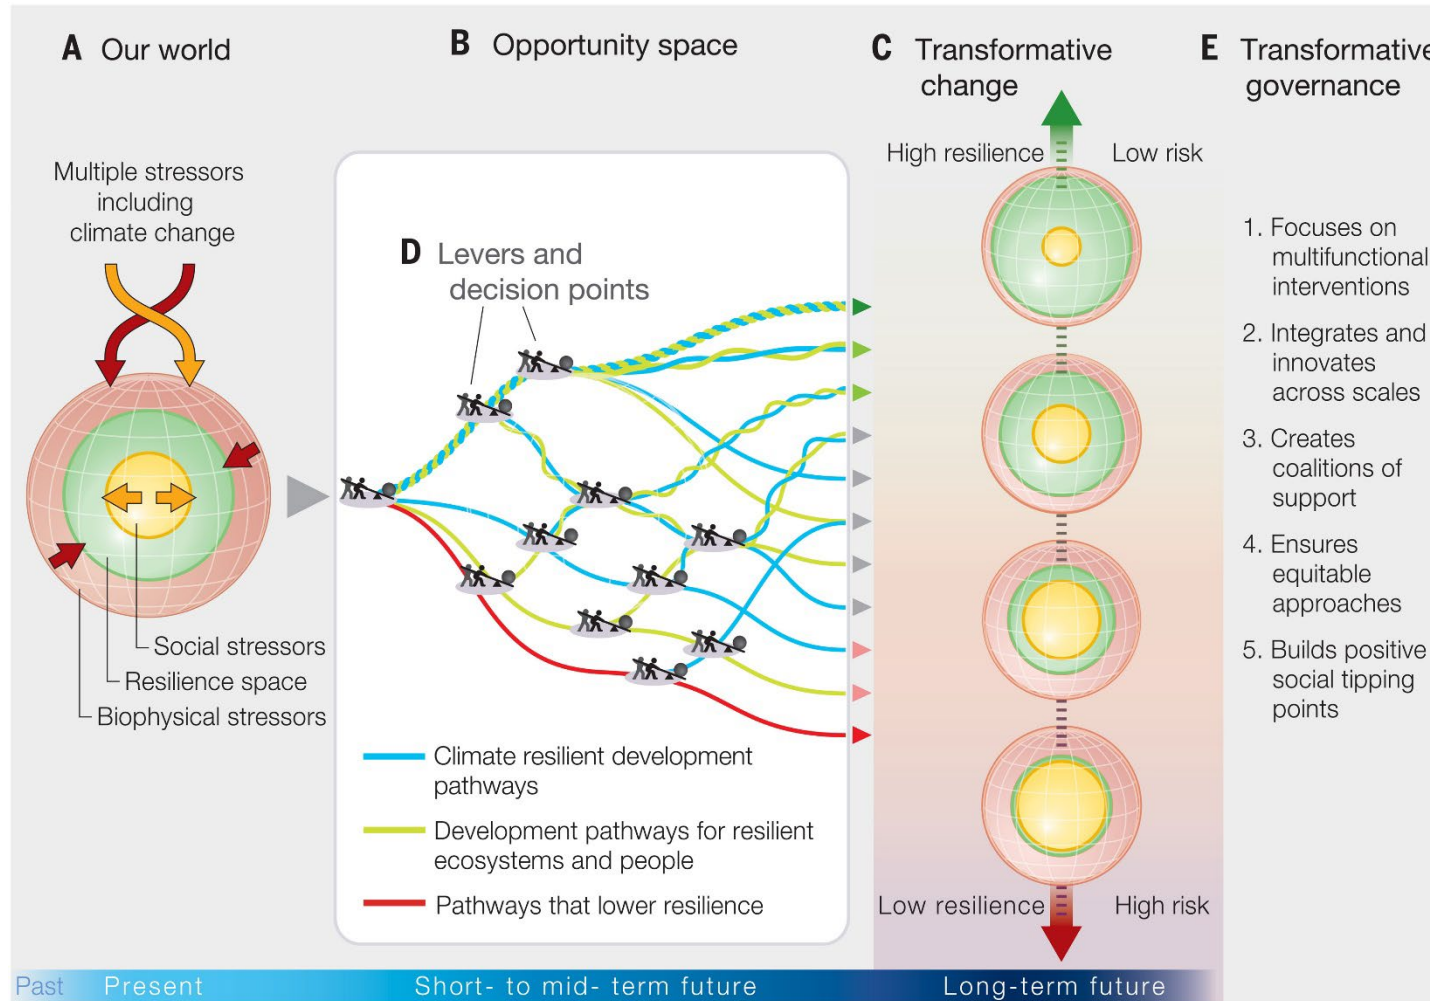 A Our world
Multiple stressors
including
climate change
Social stressors
Resilience space
Biophysical stressors
B Opportunity space
D Levers and
decision points
Climate resilient development
pathways
Development pathways for resilient
ecosystems and people
Pathways that lower resilience
C Transformative
change
High resilience
Low risk
Low resilience
High risk
E Transformative
governance
1. Focuses on
multifunctional
interventions
2. Integrates and
innovates
across scales
3. Creates
coalitions of
support
4. Ensures
equitable
approaches
5. Builds positive
social tipping
points
Past
Present
Short- to mid- term future
Long-term future